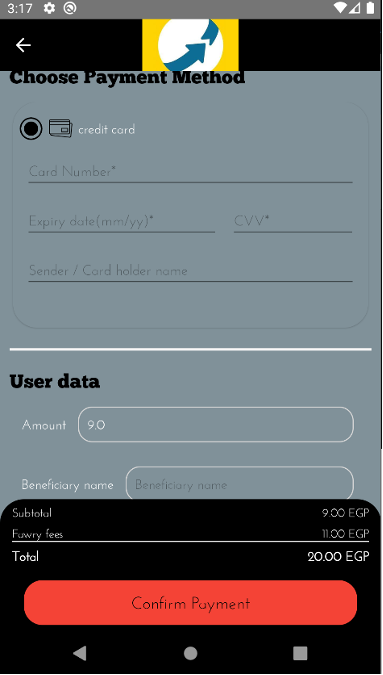 3:17
Choose Payment Method
credit card
Card Number*
Expiry date(mm/yy)* CVV*
Sender / Card holder name
User data
Amount 9.0
Beneficiary name Beneficiary name
Subtotal 9.00 EGP
Fawry fees 11.00 EGP
Total 20.00 EGP
Confirm Payment